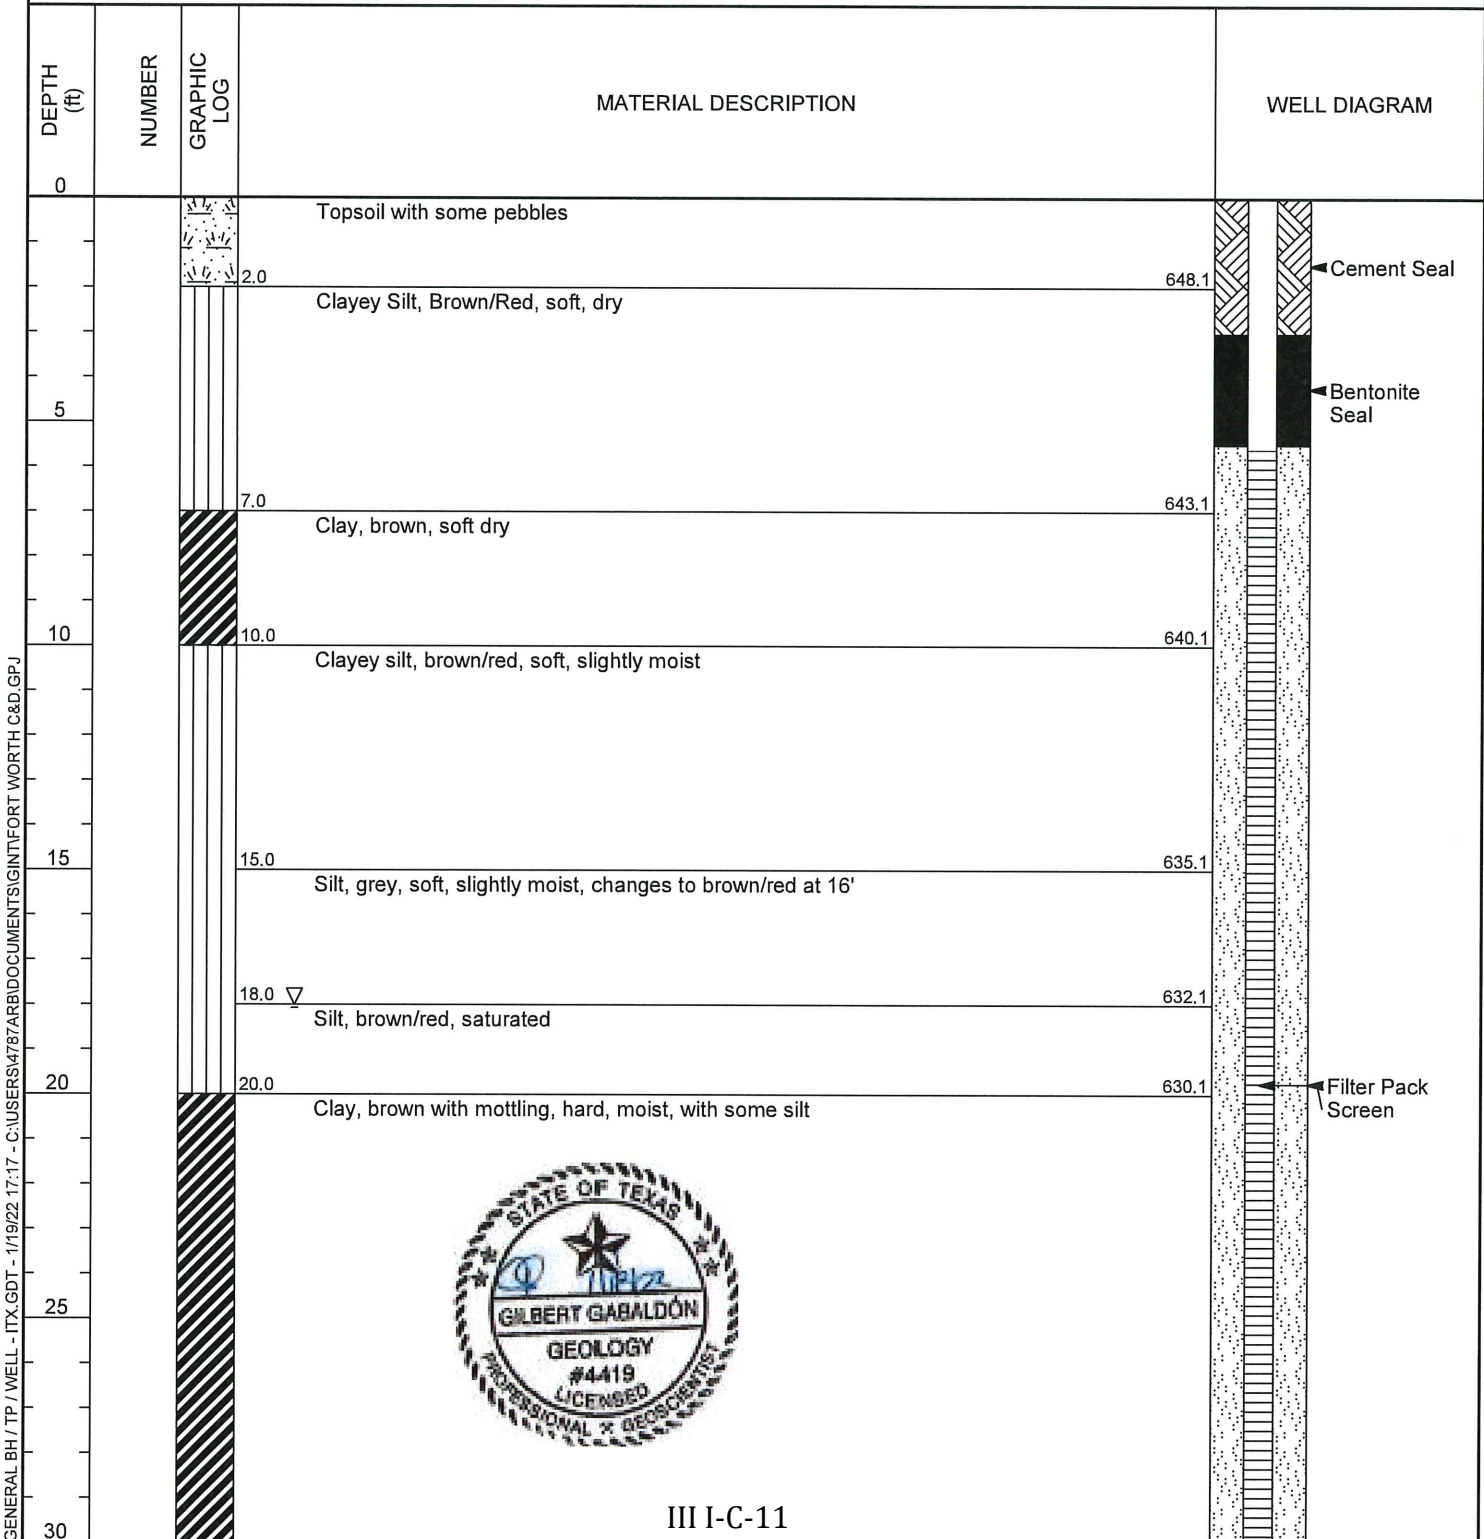 DEPTH
(ft)
NUMBER
GRAPHIC
LOG
MATERIAL DESCRIPTION
WELL DIAGRAM
0
Topsoil with some pebbles
2.0
648.1
Cement Seal
Clayey Silt, Brown/Red, soft, dry
Bentonite
Seal
5
7.0
643.1
Clay, brown, soft dry
10
10.0
640.1
Clayey silt, brown/red, soft, slightly moist
15
15.0
635.1
Silt, grey, soft, slightly moist, changes to brown/red at 16'
18.0
632.1
Silt, brown/red, saturated
20
20.0
630.1
Filter Pack
Screen
Clay, brown with mottling, hard, moist, with some silt
STATE OF TEXAS
GILBERT GABALDÓN
GEOLOGY
#4419
LICENSED
PROFESSIONAL GEOSCIENTIST
25
30
III I-C-11
GENERAL BH / TP / WELL - ITX.GDT - 1/19/22 17:17 - C:\USERS\4787ARB\DOCUMENTS\GINT\FORT WORTH C&D.GPJ